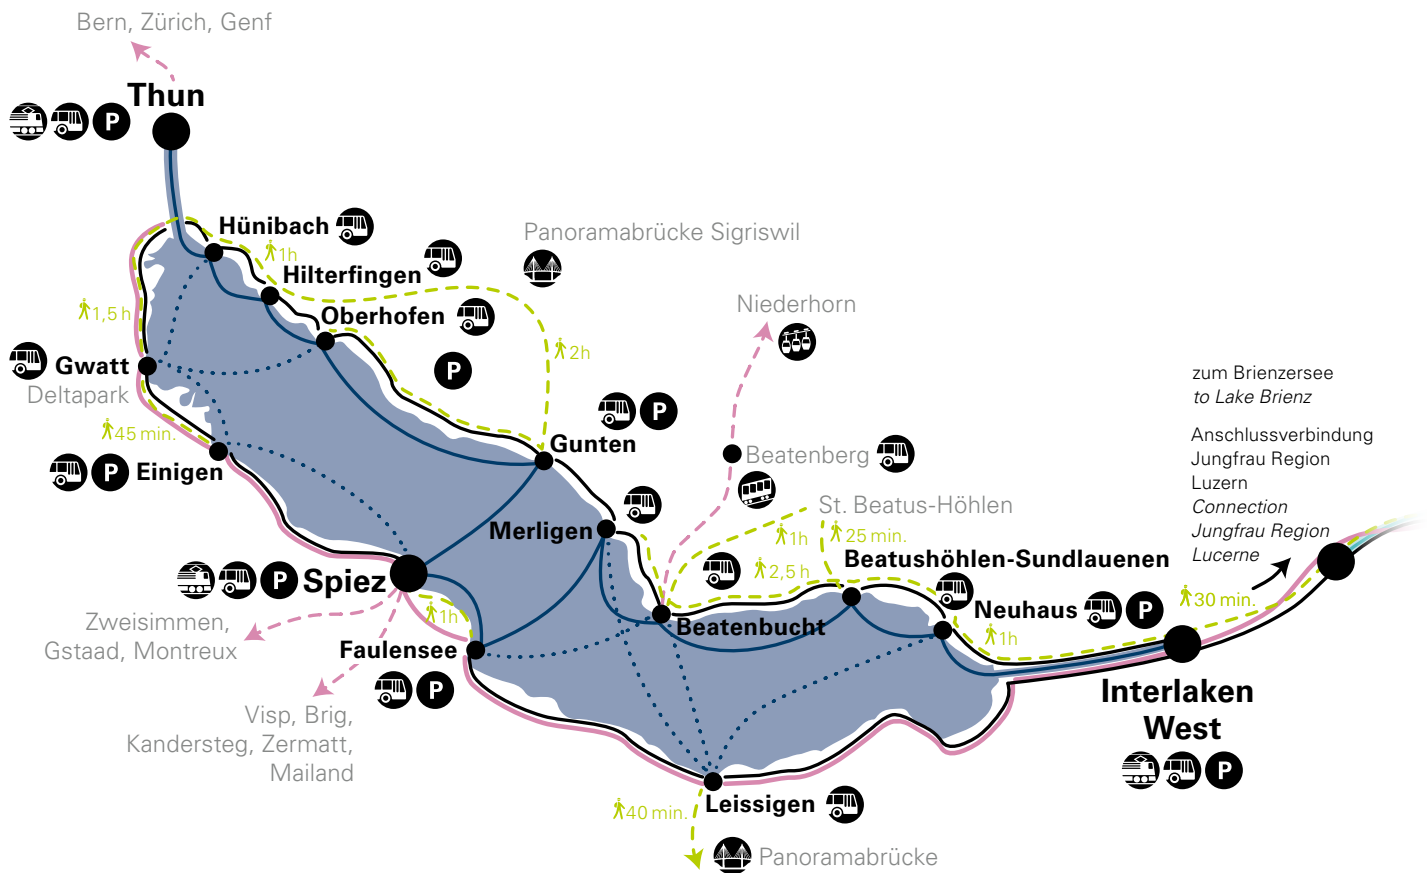 Bern, Zürich, Genf
Thun
P
Hünibach
1h
Panoramabrücke Sigriswil
Hilterfingen
Niederhorn
1,5 h
Oberhofen
2h
P
Gwatt
Deltapark
zum Brienzersee
to Lake Brienz
P
45 min.
Gunten
Anschlussverbindung
Jungfrau Region
Luzern
Connection
Jungfrau Region
Lucerne
P
Einigen
Beatenberg
St. Beatus-Höhlen
Merligen
1h
25 min.
Beatushöhlen-Sundlauenen
2,5 h
P
Spiez
Neuhaus
P
30 min.
1h
Beatenbucht
1h
Zweisimmen,
Gstaad, Montreux
Faulensee
P
Interlaken
West
P
Visp, Brig,
Kandersteg, Zermatt,
Mailand
Leissigen
40 min.
Panoramabrücke